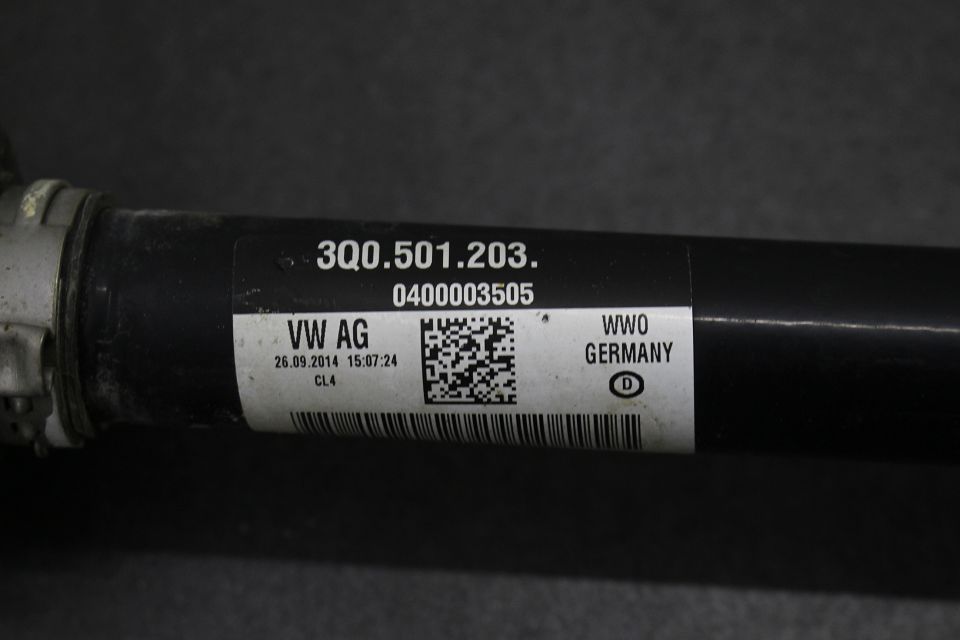 3Q0.501.203.
0400003505
VW AG
26.09.2014 15:07:24
CL4
WWO
GERMANY
D